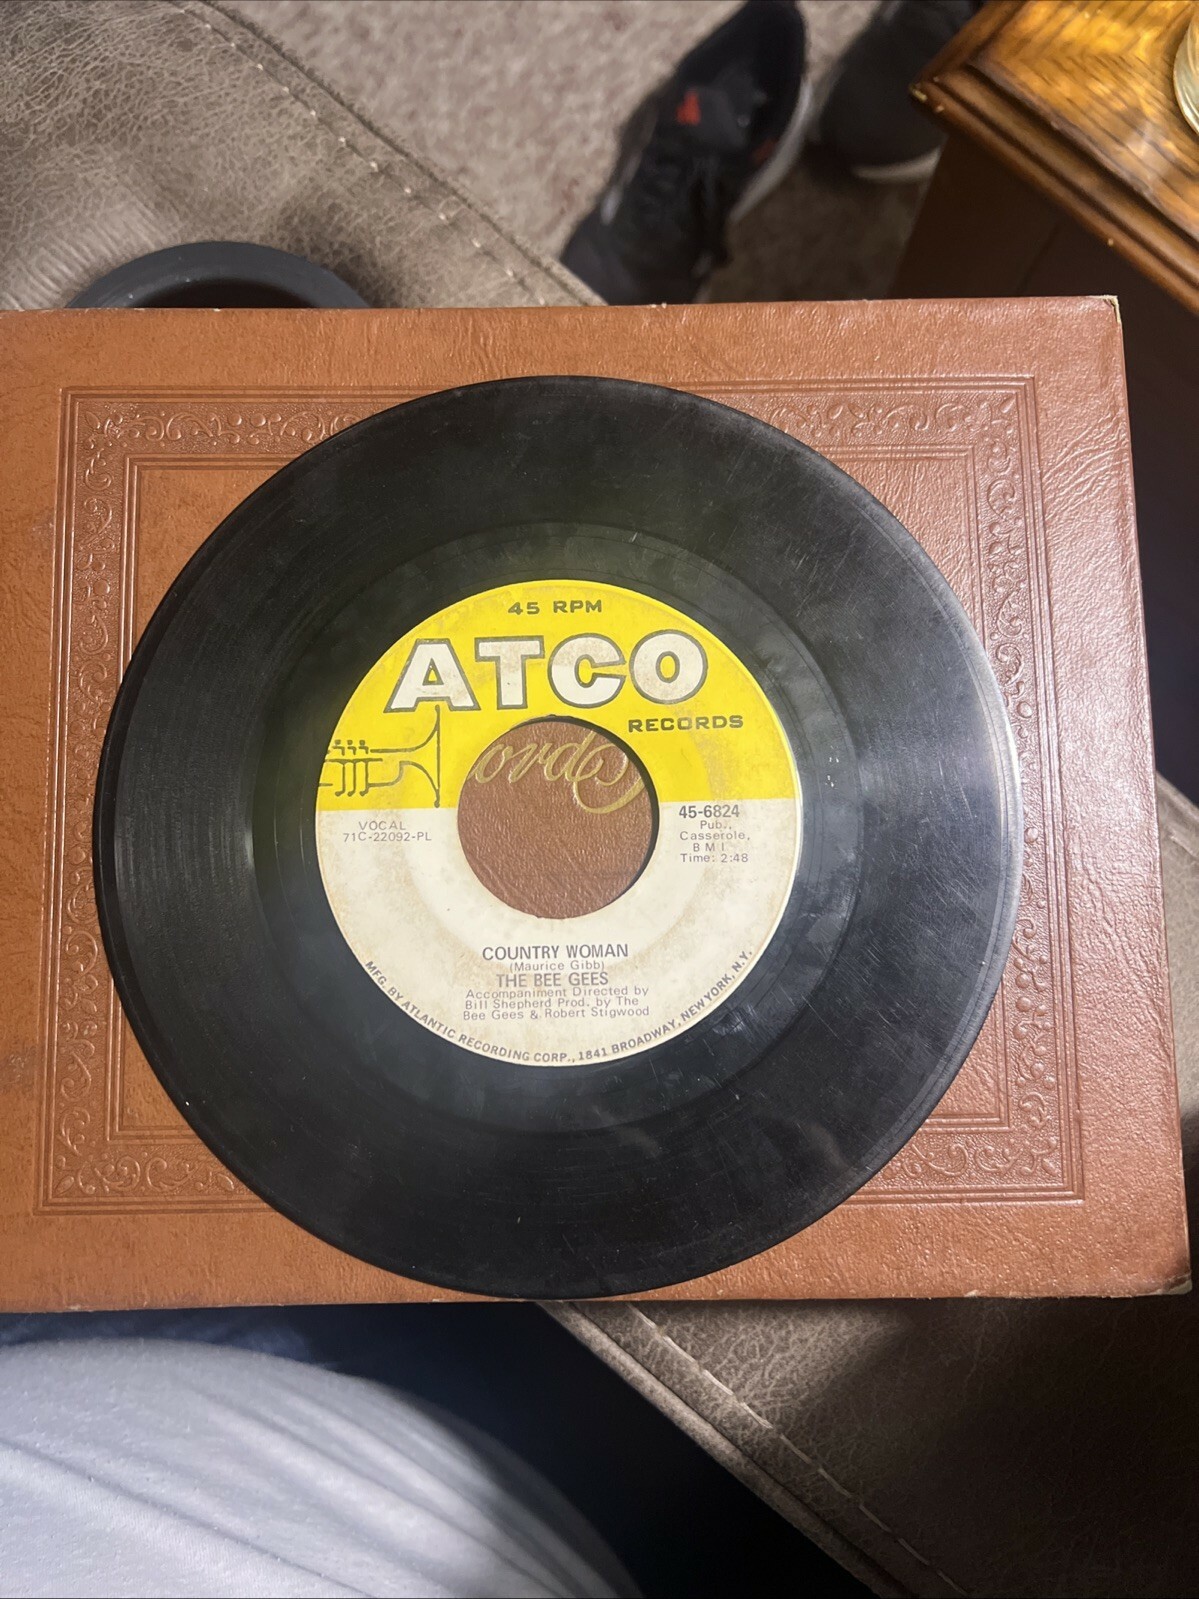 45 RPM
ATCO
RECORDS
VOCAL
71C-22092-PL
45-6824
Pub.,
Casserole,
B M I
Time: 2:48
COUNTRY WOMAN
(Maurice Gibb)
THE BEE GEES
Accompaniment Directed by
Bill Shepherd Prod. by The
Bee Gees & Robert Stigwood
MFG. BY ATLANTIC RECORDING CORP., 1841 BROADWAY, NEW YORK, N.Y.